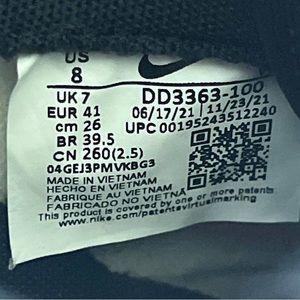 US
8
UK 7
EUR 41
cm 26
BR 39.5
CN 260(2.5)
DD3363-100
06/17/21 11/23/21
UPC 00195243512240
04GEJ3PMVKBG3
MADE IN VIETNAM
HECHO EN VIETNAM
FABRIQUE AU VIETNAM
FABRICADO NO VIETNAM
This product is covered by one or more patents
www.nike.com/patentsvirtualmarking